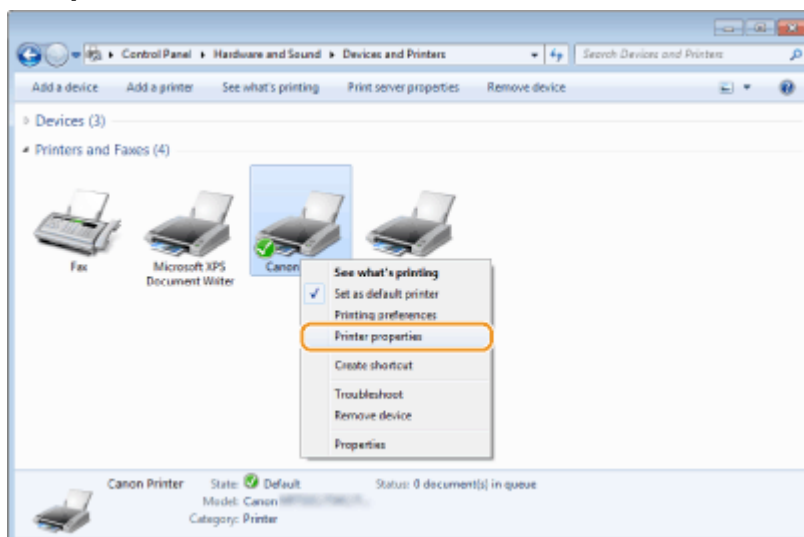 Control Panel ▸ Hardware and Sound ▸ Devices and Printers
Search Devices and Printers
Add a device Add a printer See what's printing Print server properties Remove device
Devices (3)
Printers and Faxes (4)
Fax
Microsoft XPS
Document Writer
Canon
See what's printing
Set as default printer
Printing preferences
Printer properties
Create shortcut
Troubleshoot
Remove device
Properties
Canon Printer State: Default Status: 0 document(s) in queue
Model: Canon
Category: Printer